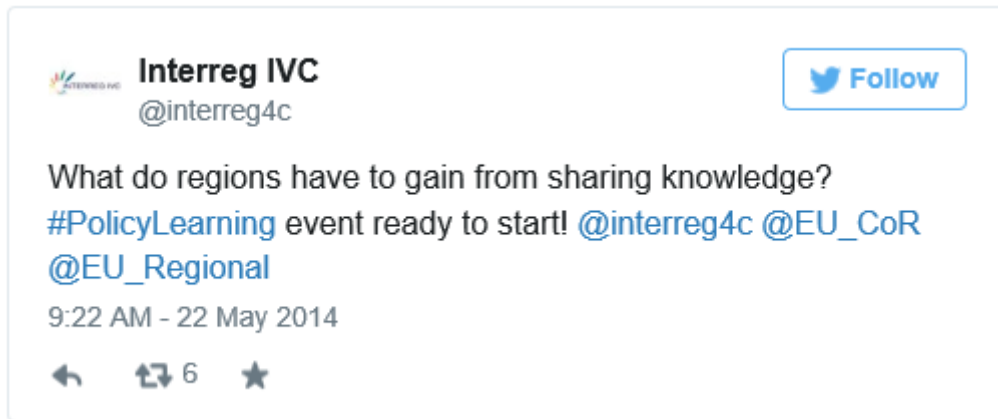 Interreg IVC
@interreg4c
Follow
What do regions have to gain from sharing knowledge?
#PolicyLearning event ready to start! @interreg4c @EU_CoR
@EU_Regional
9:22 AM - 22 May 2014
6